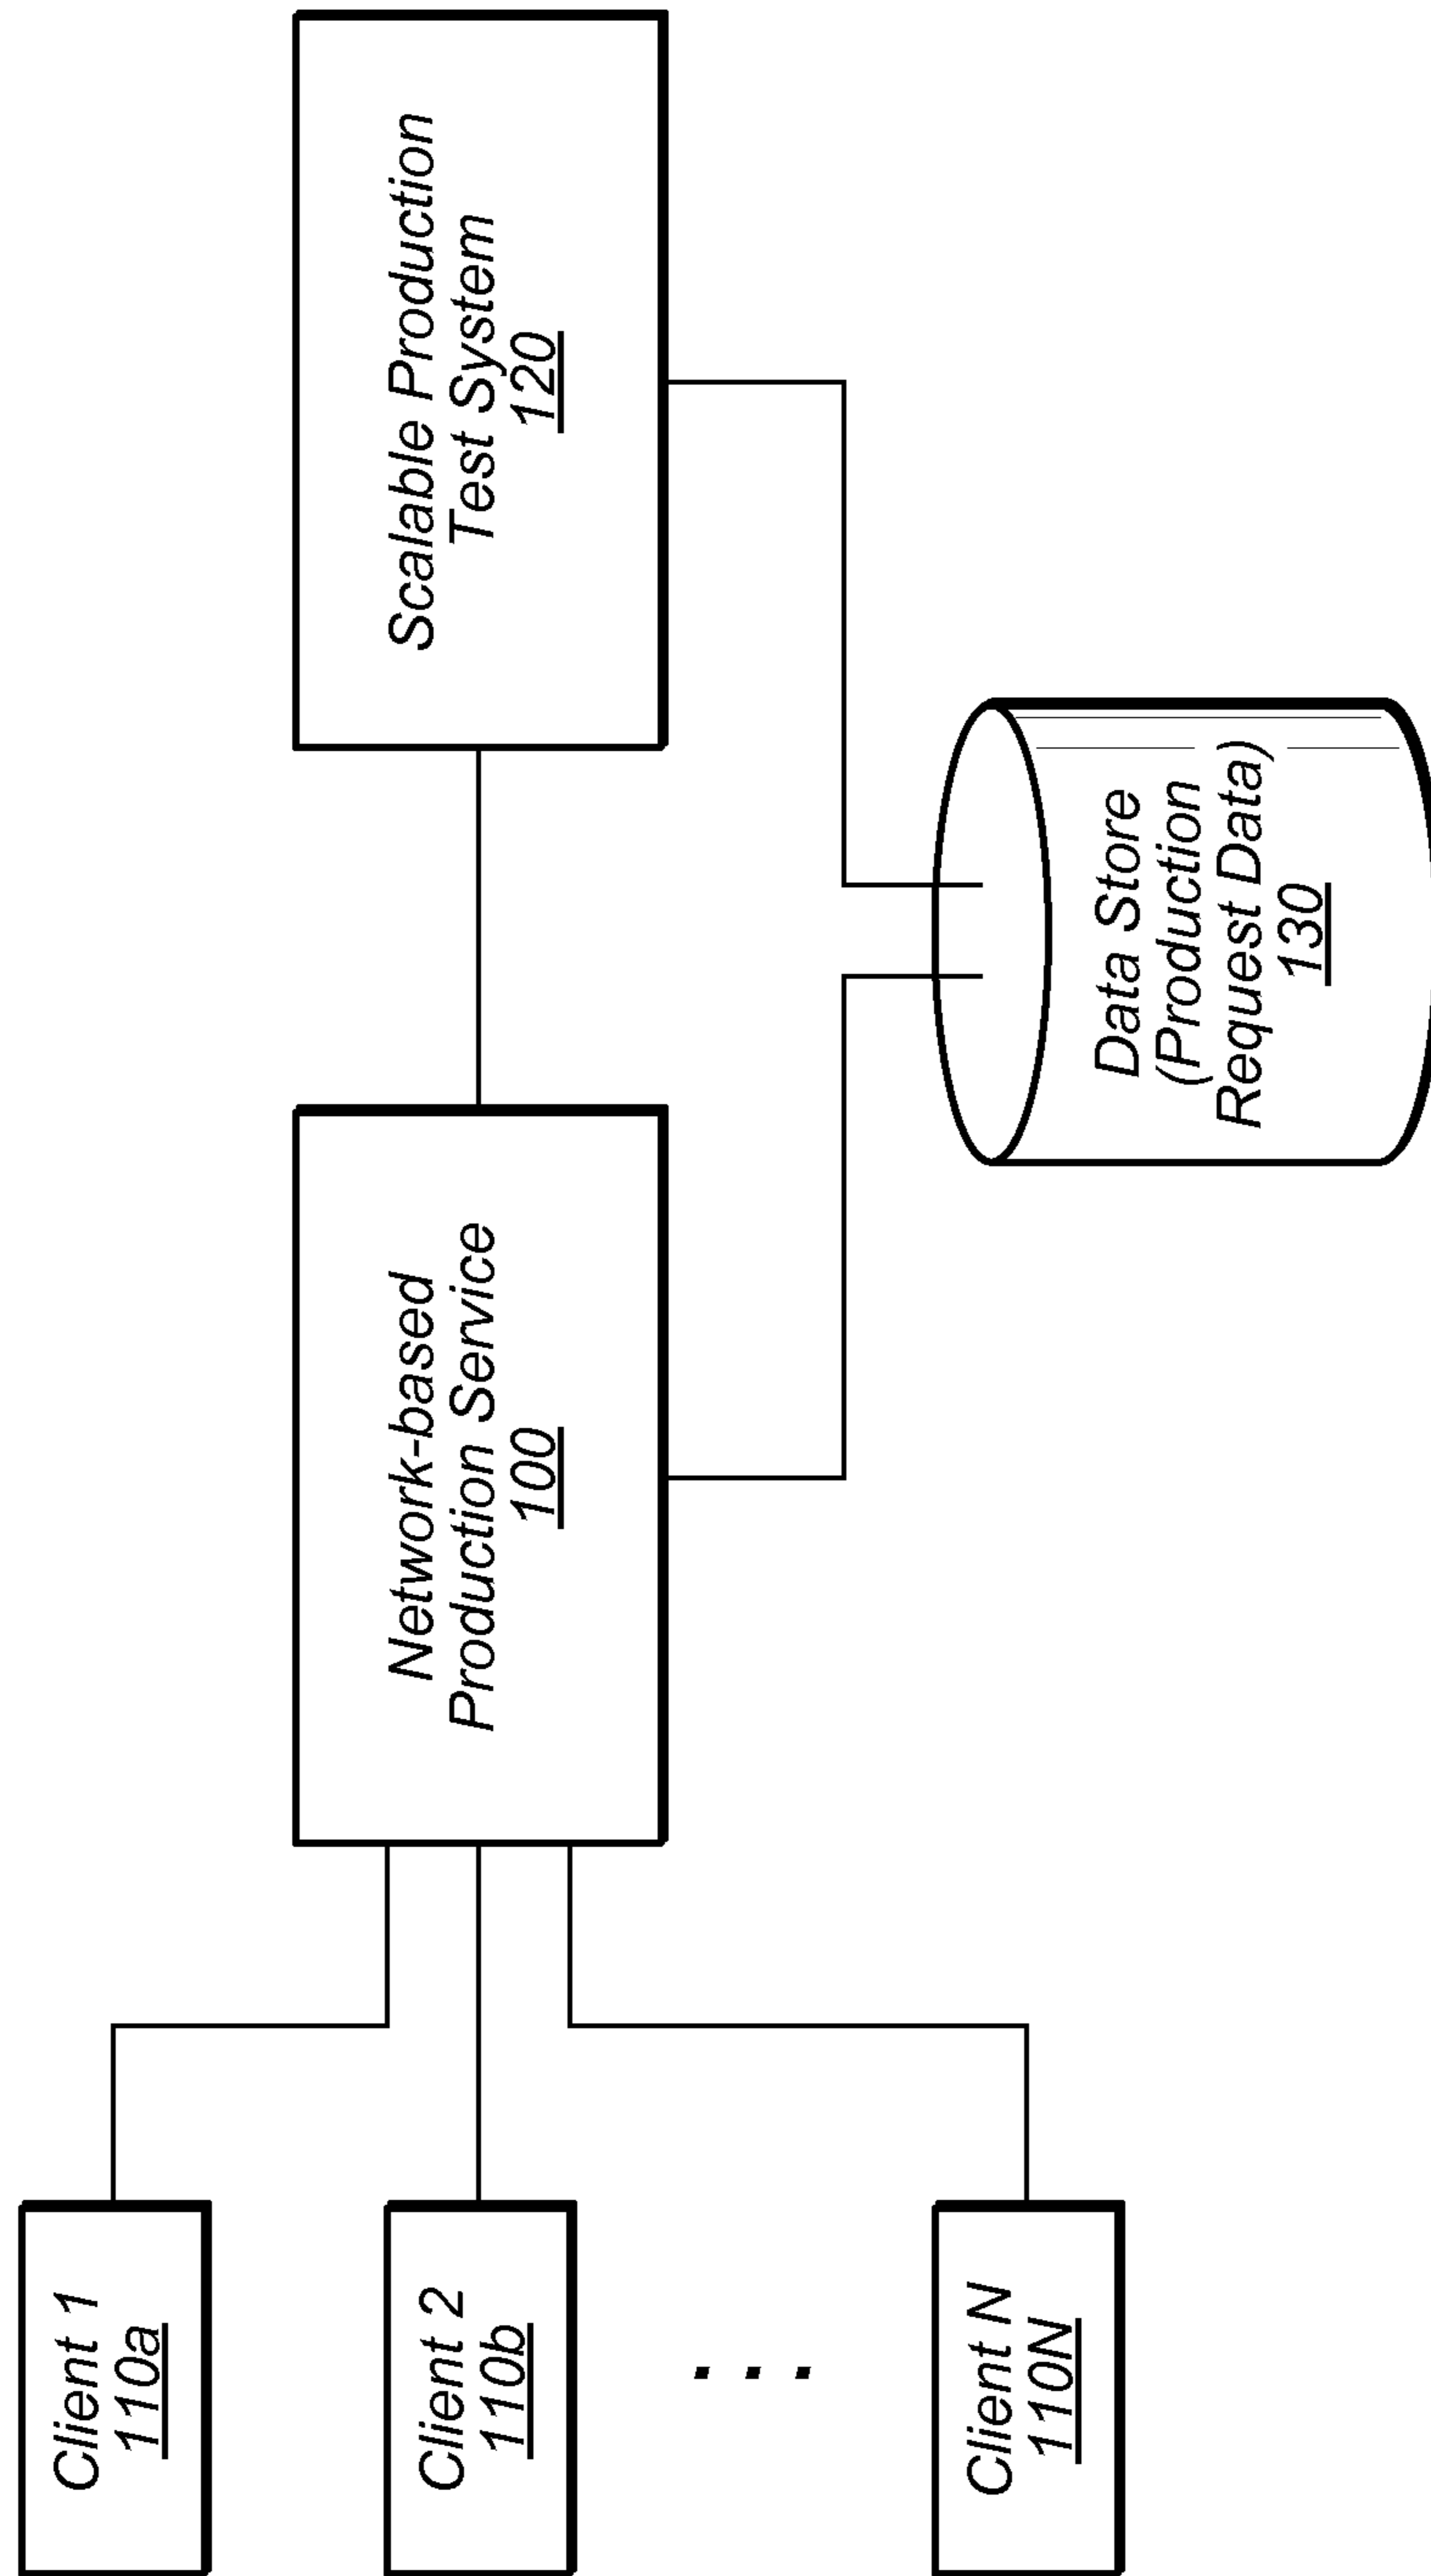 Client 1
110a
Client 2
110b
. . .
Client N
110N
Network-based
Production Service
100
Scalable Production
Test System
120
Data Store
(Production
Request Data)
130